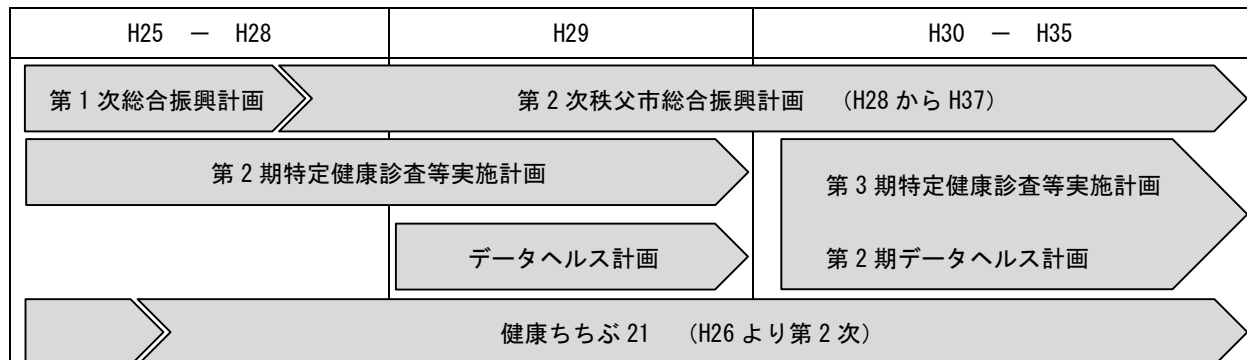 H25 － H28
H29
H30 － H35
第1次総合振興計画
第2次秩父市総合振興計画 （H28からH37）
第2期特定健康診査等実施計画
第3期特定健康診査等実施計画
データヘルス計画
第2期データヘルス計画
健康ちちぶ21 （H26より第2次）